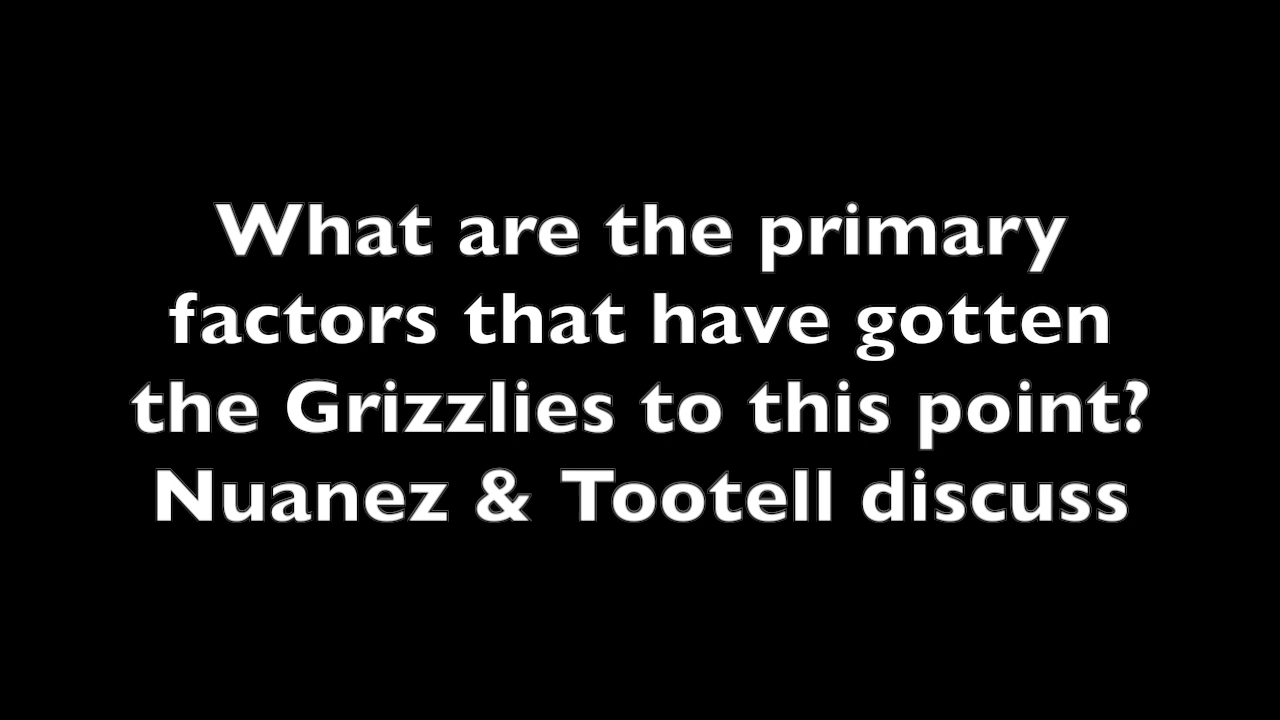 What are the primary
factors that have gotten
the Grizzlies to this point?
Nuanez & Tootell discuss